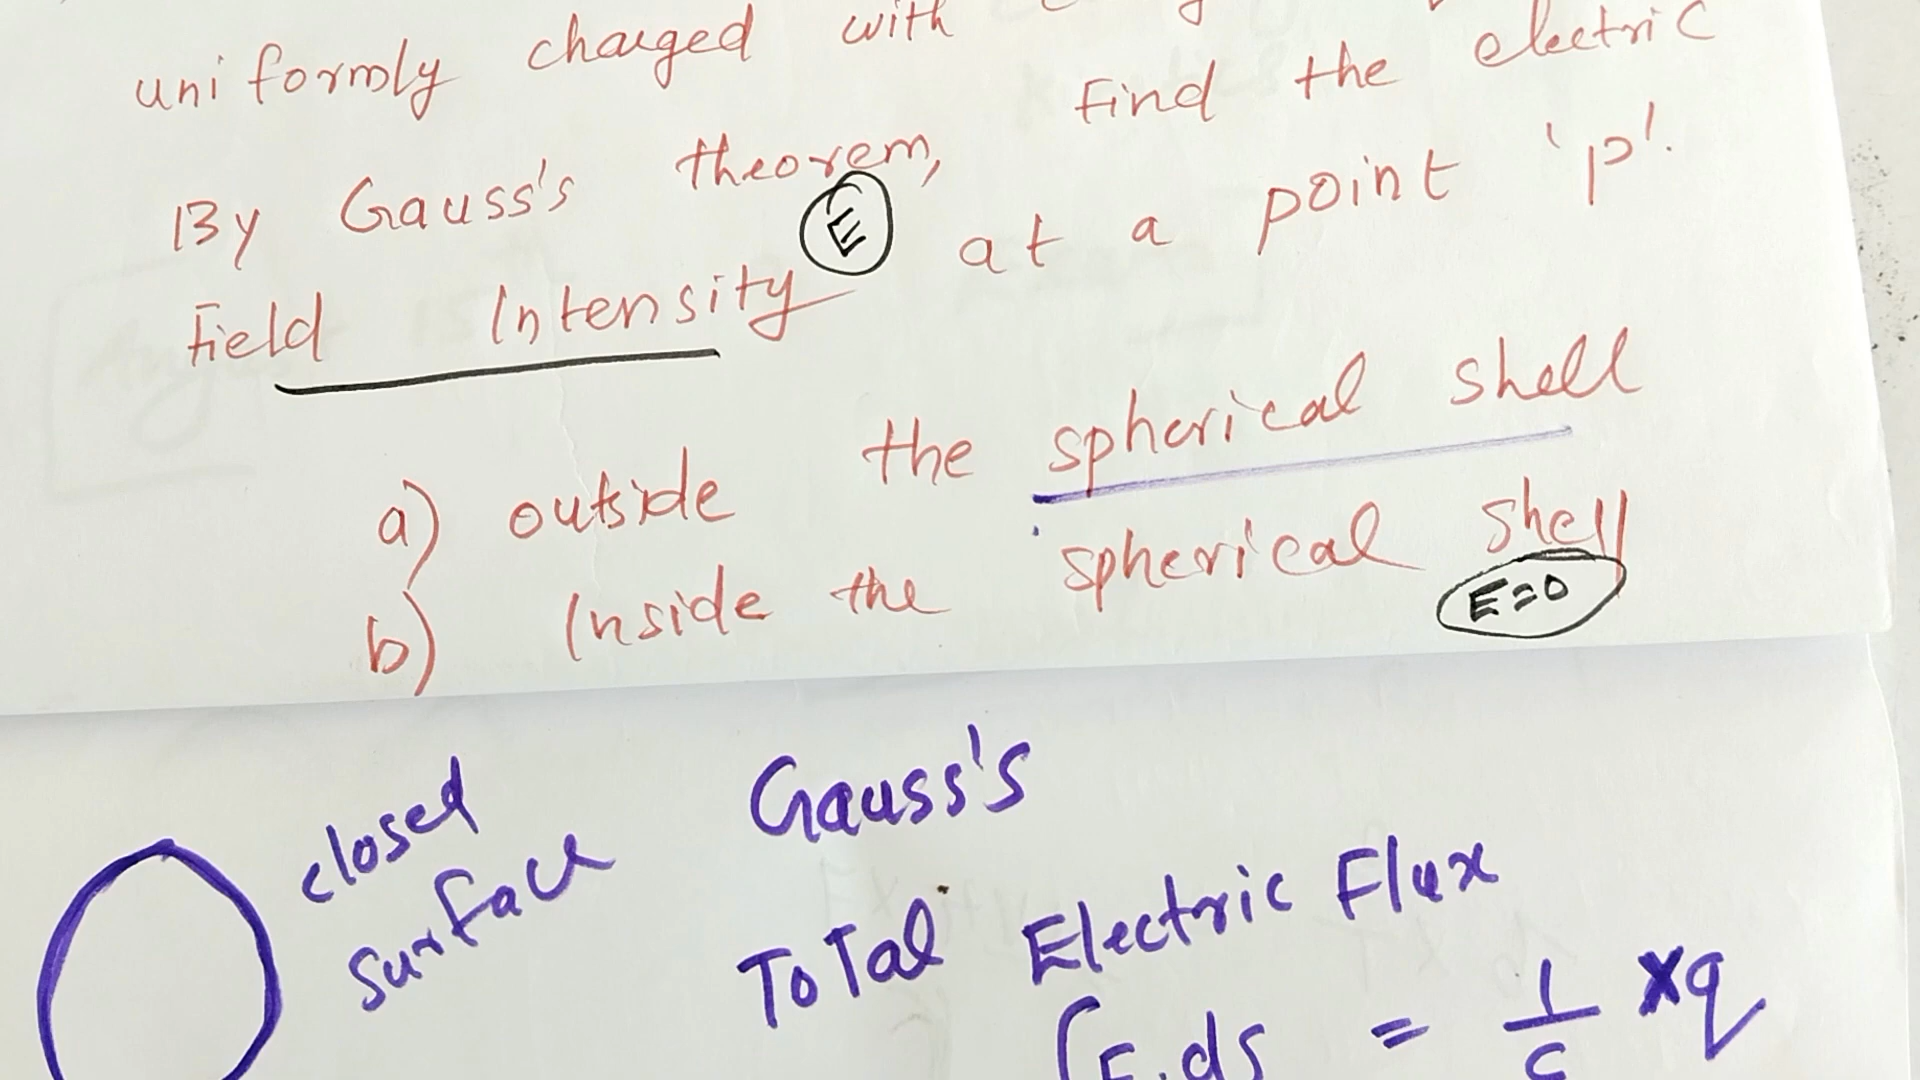 uniformly charged with
By Gauss's theorem, Find the electric
Field Intensity E at a point 'p'.
a) outside the spherical shell
b) Inside the spherical shell
E=0
closed surface
Gauss's
ToTal Electric Flux
∫E.ds = 1/ε × q